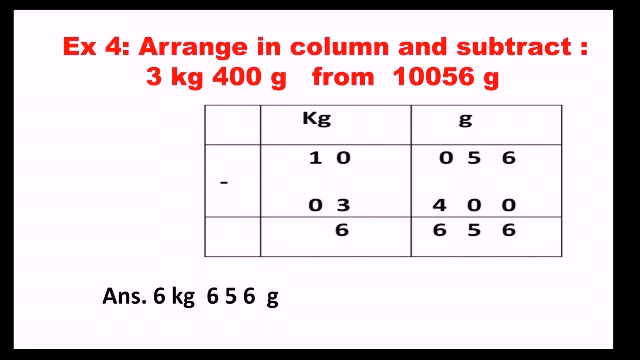 Ex 4: Arrange in column and subtract :
3 kg 400 g from 10056 g
Kg g
1 0 0 5 6
-
0 3 4 0 0
6 6 5 6
Ans. 6 kg 6 5 6 g